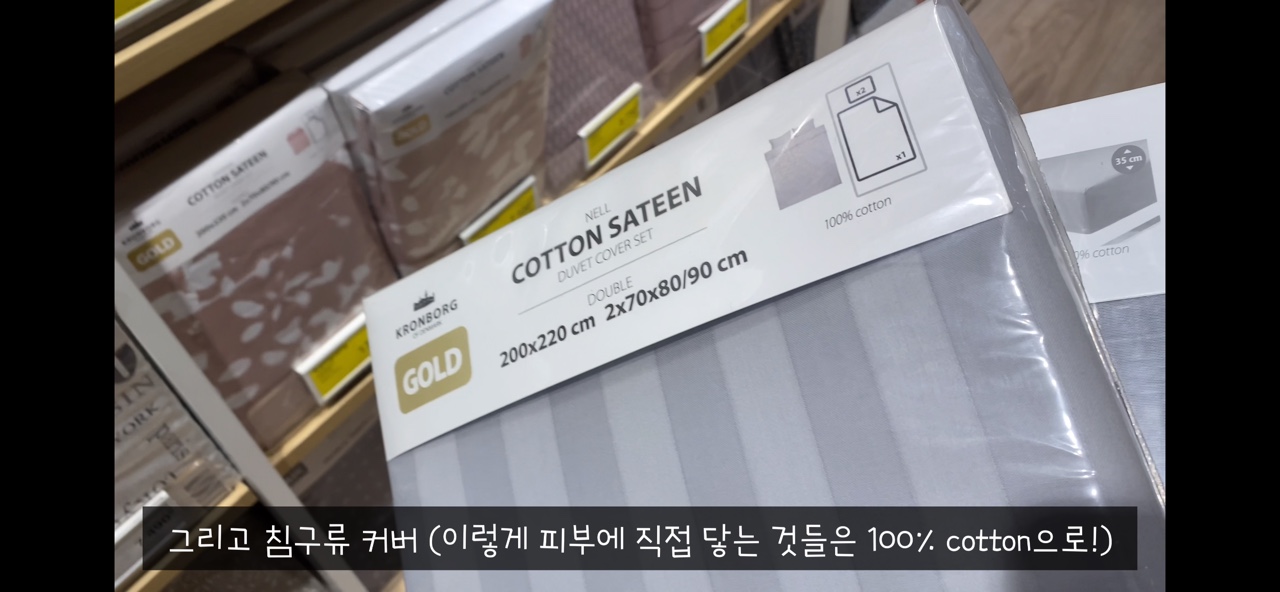 NELL
COTTON SATEEN
DUVET COVER SET
DOUBLE
200x220 cm 2x70x80/90 cm
KRONBORG
GOLD
x2
x1
100% cotton
35 cm
% cotton
COTTON SATEEN
GOLD
GOLD
YORK
그리고 침구류 커버 (이렇게 피부에 직접 닿는 것들은 100% cotton으로!)